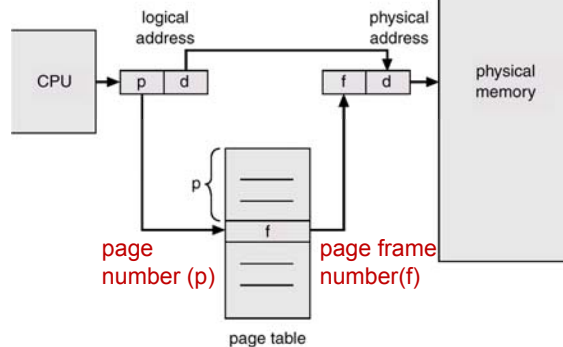 logical
address
physical
address
CPU
p d
f d
physical
memory
p
f
page
number (p)
page frame
number(f)
page table